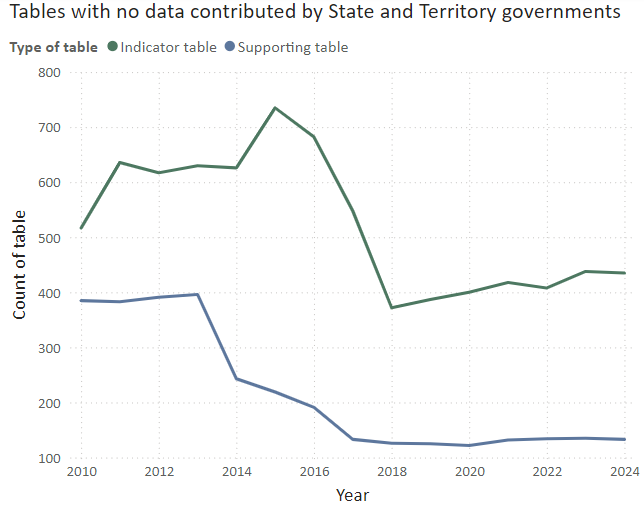 Tables with no data contributed by State and Territory governments
Type of table Indicator table Supporting table
800
700
600
500
400
300
200
100
Count of table
2010 2012 2014 2016 2018 2020 2022 2024
Year